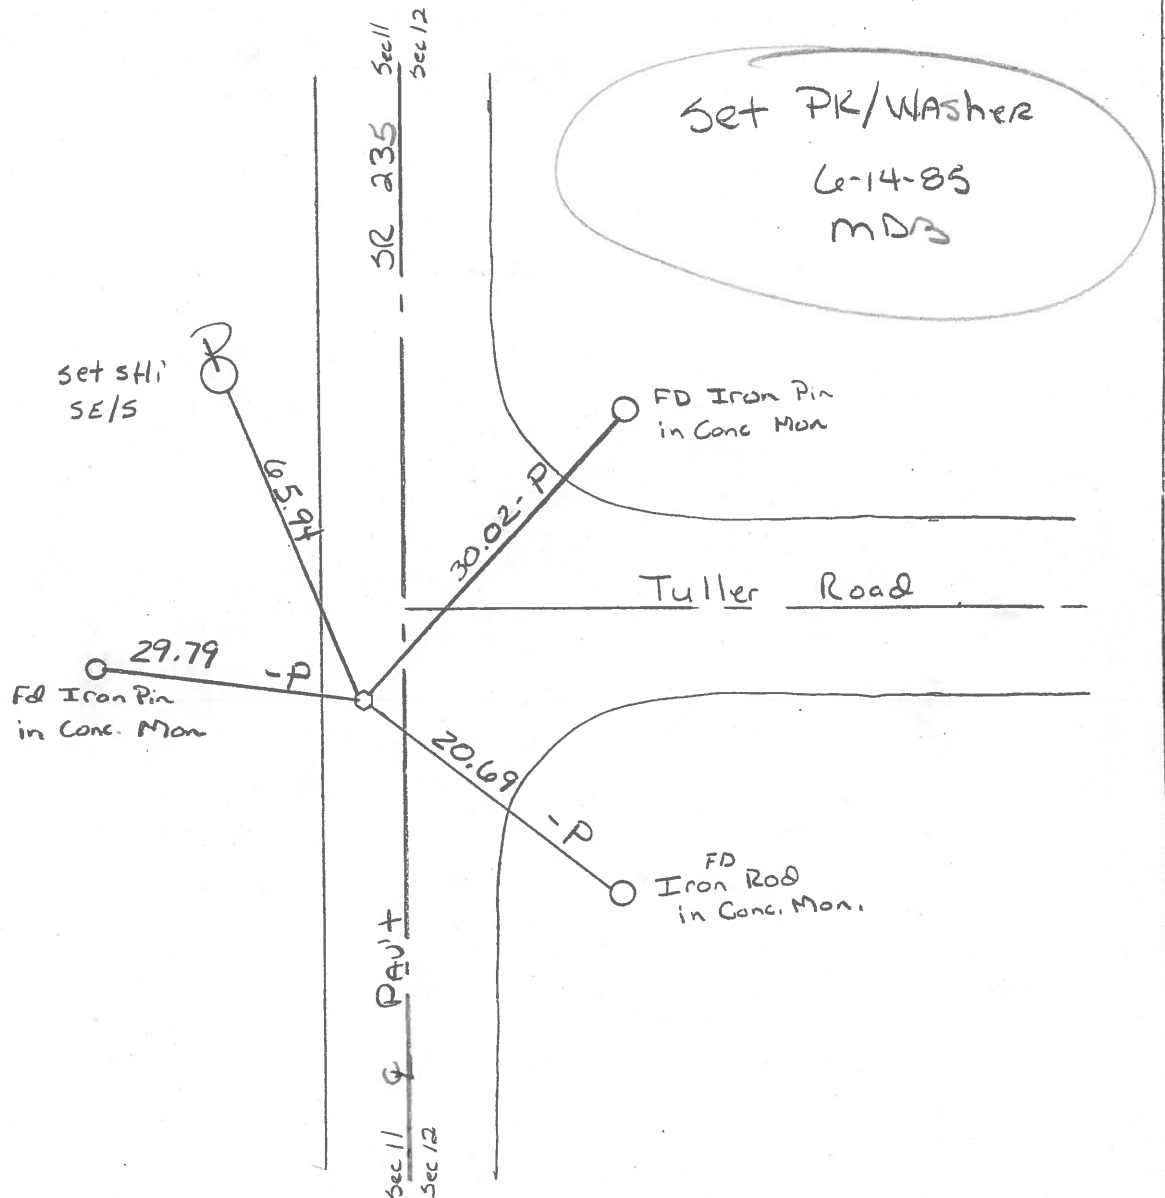 Sec 11
Sec 12
SR 235
Set PK/WASher
6-14-85
MDB
P
set sHi
SE/S
65.94
FD Iron Pin
in Conc Mon
30.02 - P
Tuller Road
29.79 - P
Fd Iron Pin
in Conc. Mon
20.69 - P
FD
Iron Rod
in Conc. Mon.
℄ PAV't
Sec 11
Sec 12